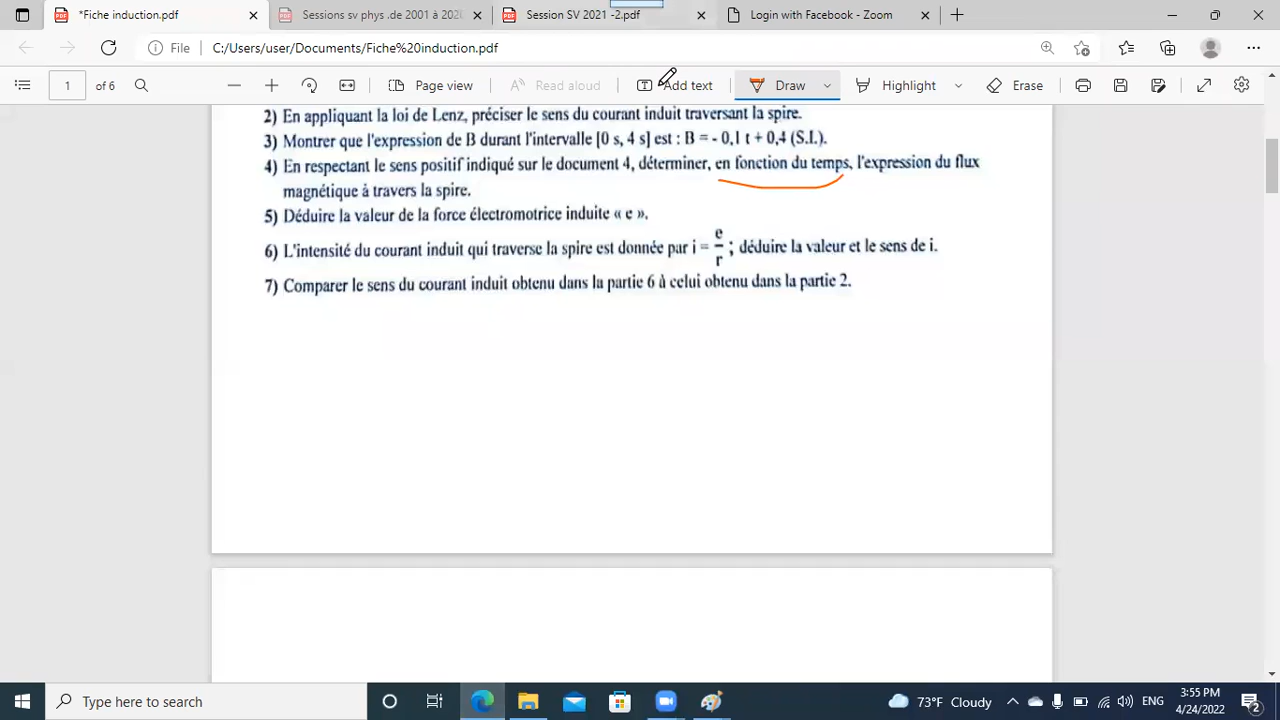 *Fiche induction.pdf
Sessions sv phys .de 2001 à 202
Session SV 2021 -2.pdf
Login with Facebook - Zoom
File
C:/Users/user/Documents/Fiche%20induction.pdf
1 of 6
Page view
Read aloud
Add text
Draw
Highlight
Erase
2) En appliquant la loi de Lenz, préciser le sens du courant induit traversant la spire.
3) Montrer que l'expression de B durant l'intervalle [0 s, 4 s] est : B = - 0,1 t + 0,4 (S.I.).
4) En respectant le sens positif indiqué sur le document 4, déterminer, en fonction du temps, l'expression du flux
magnétique à travers la spire.
5) Déduire la valeur de la force électromotrice induite « e ».
6) L'intensité du courant induit qui traverse la spire est donnée par i = e/r ; déduire la valeur et le sens de i.
7) Comparer le sens du courant induit obtenu dans la partie 6 à celui obtenu dans la partie 2.
Type here to search
73°F Cloudy
ENG
3:55 PM
4/24/2022
2